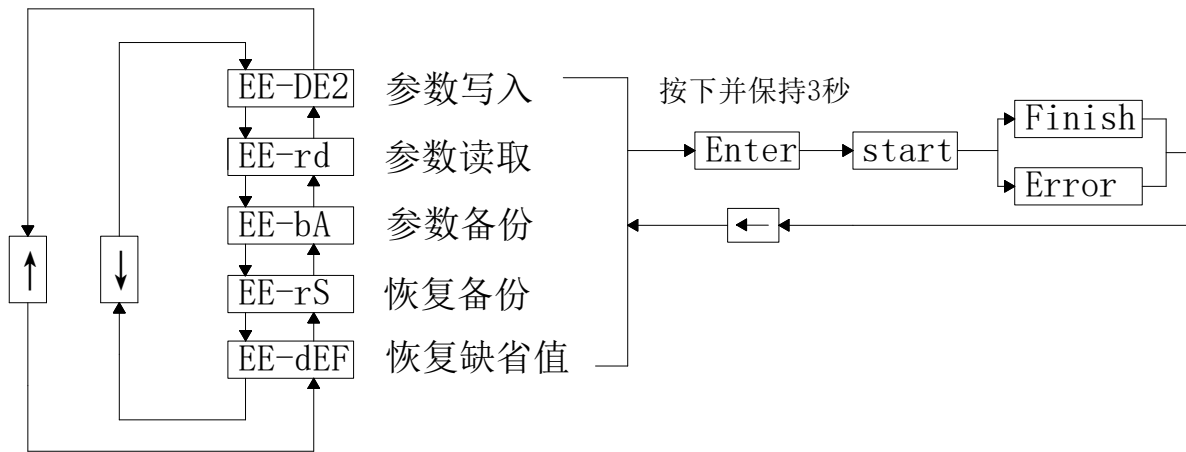 EE-DE2 参数写入
EE-rd 参数读取
EE-bA 参数备份
EE-rS 恢复备份
EE-dEF 恢复缺省值
↑
↓
按下并保持3秒
Enter
start
Finish
Error
←